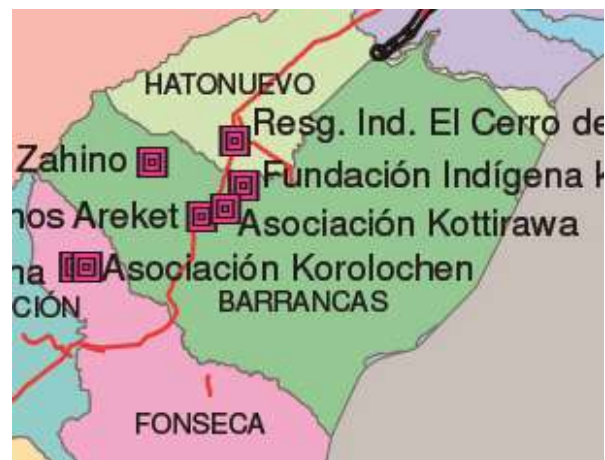 HATONUEVO
Resg. Ind. El Cerro de
Zahino
Fundación Indígena
nos Areket
Asociación Kottirawa
na
Asociación Korolochen
CIÓN
BARRANCAS
FONSECA